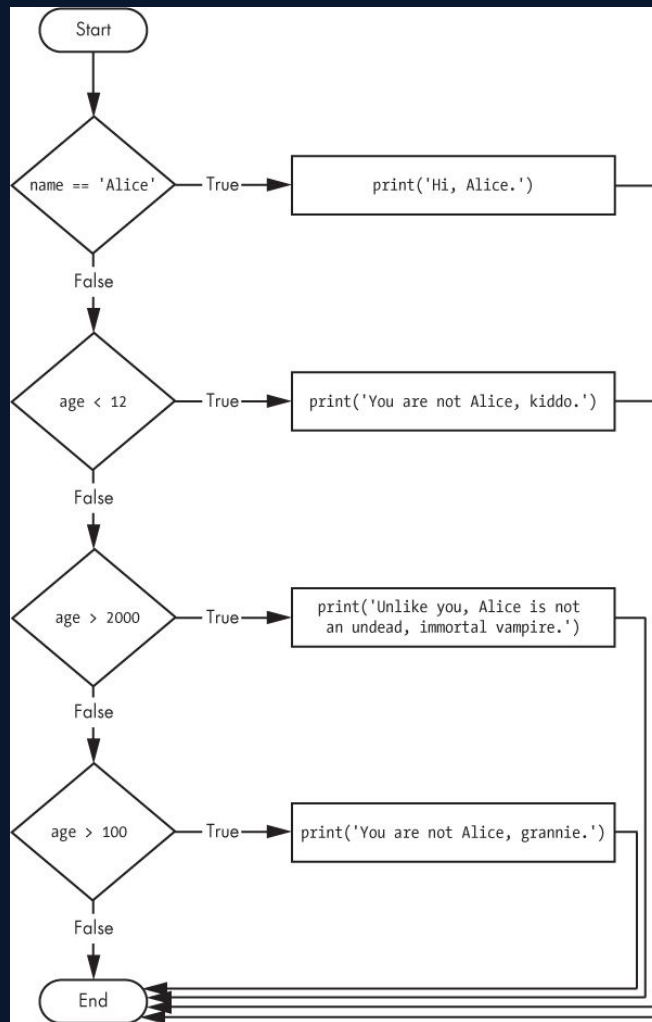 Start
name == 'Alice'
True
print('Hi, Alice.')
False
age < 12
True
print('You are not Alice, kiddo.')
False
age > 2000
True
print('Unlike you, Alice is not
an undead, immortal vampire.')
False
age > 100
True
print('You are not Alice, grannie.')
False
End